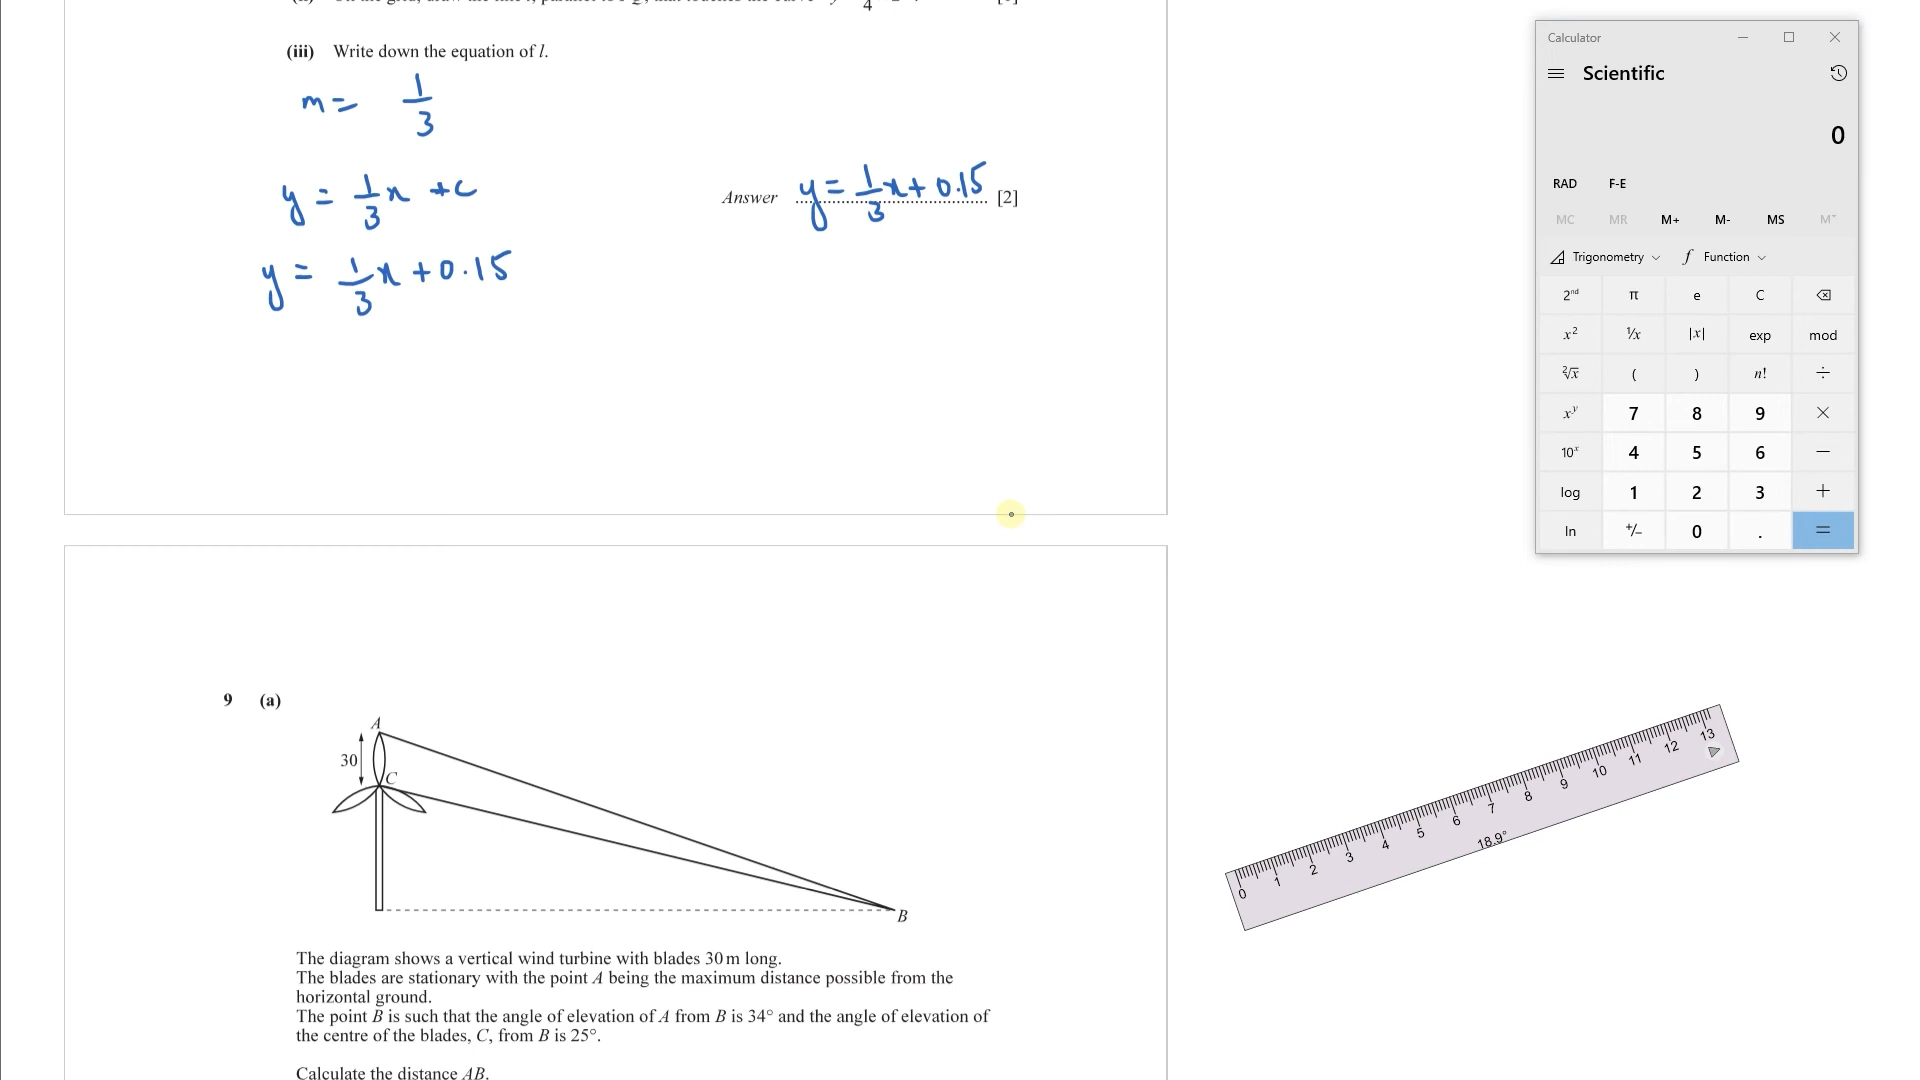 4
(iii) Write down the equation of l.
m = 1/3
y = 1/3 x + c
Answer y = 1/3 x + 0.15 [2]
y = 1/3 x + 0.15
9 (a)
A
30
C
B
The diagram shows a vertical wind turbine with blades 30 m long.
The blades are stationary with the point A being the maximum distance possible from the
horizontal ground.
The point B is such that the angle of elevation of A from B is 34° and the angle of elevation of
the centre of the blades, C, from B is 25°.
Calculate the distance AB.
Calculator
Scientific
0
RAD F-E
MC MR M+ M- MS M˅
Trigonometry Function
2ⁿᵈ π e C
x² ¹/x |x| exp mod
²√x ( ) n! ÷
xʸ 7 8 9 ×
10ˣ 4 5 6 −
log 1 2 3 +
ln +/− 0 . =
0 1 2 3 4 5 6 7 8 9 10 11 12 13
18.9°